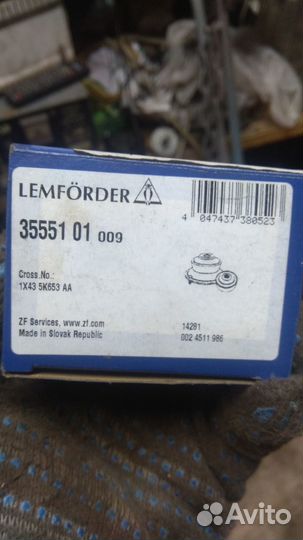 LEMFÖRDER
4 047437 380523
35551 01 009
Cross No.:
1X43 5K653 AA
ZF Services, www.zf.com
Made in Slovak Republic
14281
002 4511 986
Avito